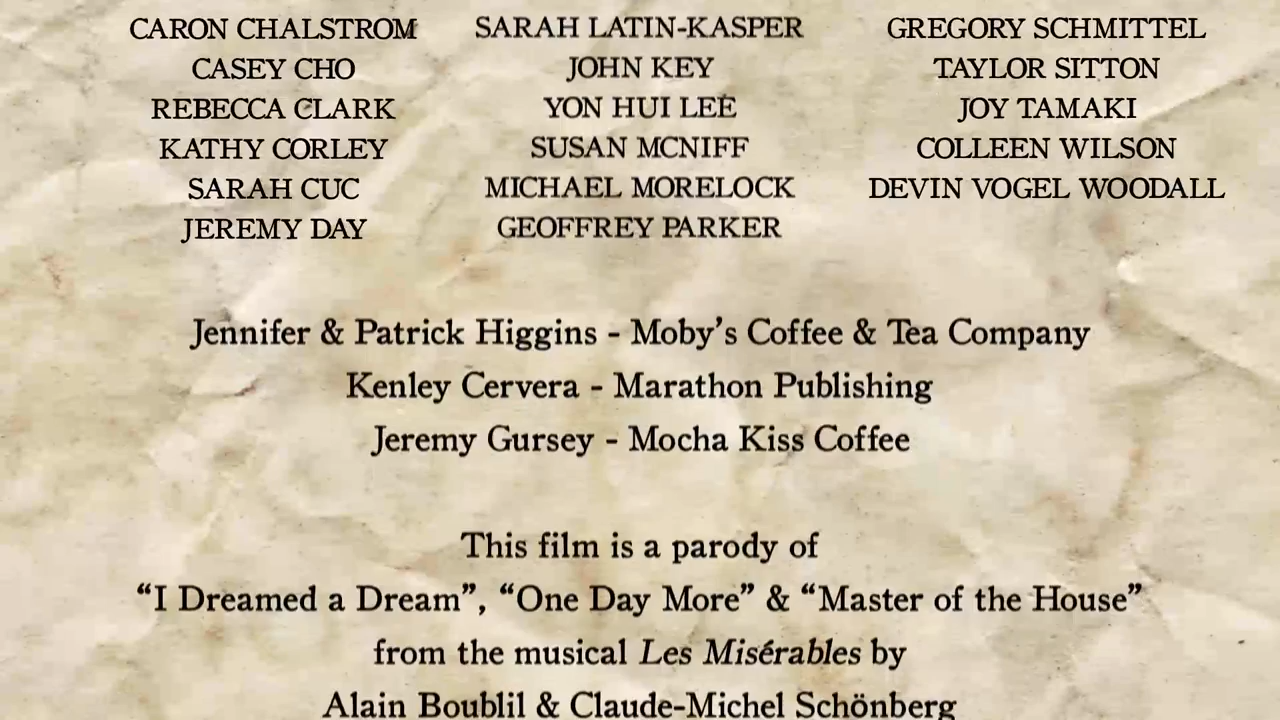 CARON CHALSTROM SARAH LATIN-KASPER GREGORY SCHMITTEL
CASEY CHO JOHN KEY TAYLOR SITTON
REBECCA CLARK YON HUI LEE JOY TAMAKI
KATHY CORLEY SUSAN MCNIFF COLLEEN WILSON
SARAH CUC MICHAEL MORELOCK DEVIN VOGEL WOODALL
JEREMY DAY GEOFFREY PARKER
Jennifer & Patrick Higgins - Moby’s Coffee & Tea Company
Kenley Cervera - Marathon Publishing
Jeremy Gursey - Mocha Kiss Coffee
This film is a parody of
“I Dreamed a Dream”, “One Day More” & “Master of the House”
from the musical Les Misérables by
Alain Boublil & Claude-Michel Schönberg